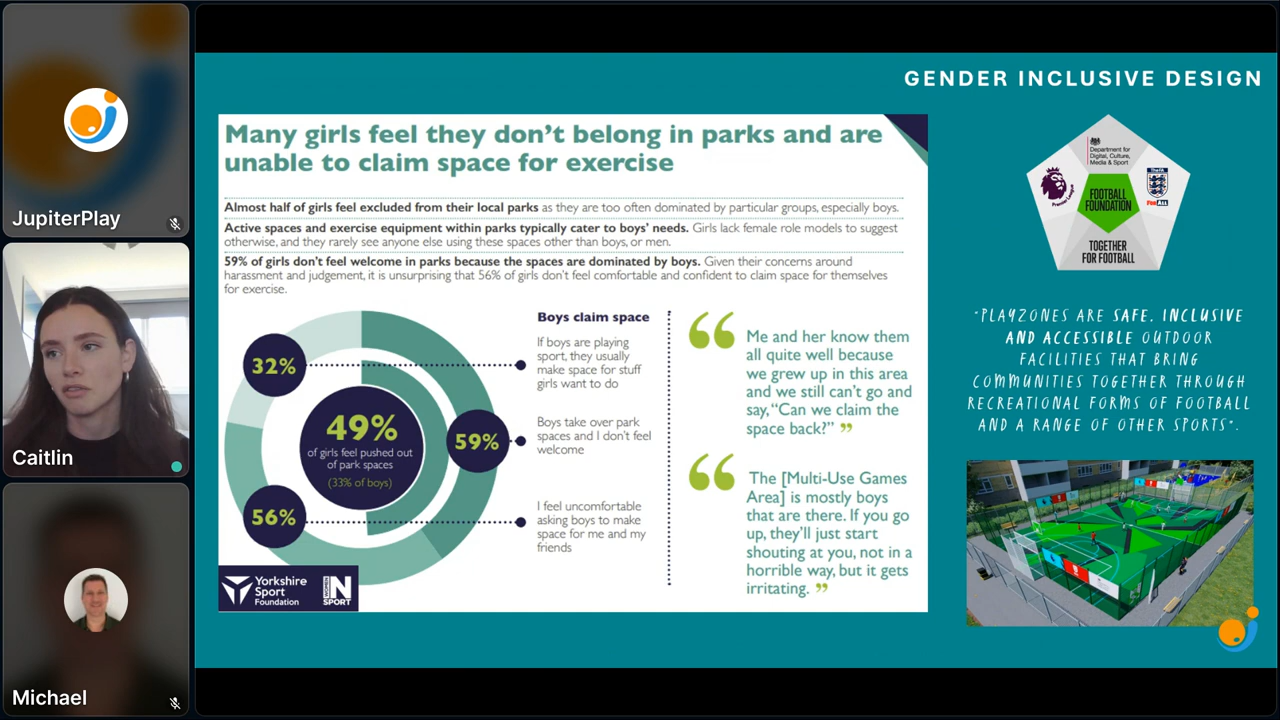 JupiterPlay
Caitlin
Michael
GENDER INCLUSIVE DESIGN
Many girls feel they don't belong in parks and are
unable to claim space for exercise
Almost half of girls feel excluded from their local parks as they are too often dominated by particular groups, especially boys.
Active spaces and exercise equipment within parks typically cater to boys' needs. Girls lack female role models to suggest
otherwise, and they rarely see anyone else using these spaces other than boys, or men.
59% of girls don't feel welcome in parks because the spaces are dominated by boys. Given their concerns around
harassment and judgement, it is unsurprising that 56% of girls don't feel comfortable and confident to claim space for themselves
for exercise.
32%
49%
of girls feel pushed out
of park spaces
(33% of boys)
59%
56%
Boys claim space
If boys are playing
sport, they usually
make space for stuff
girls want to do
Boys take over park
spaces and I don't feel
welcome
I feel uncomfortable
asking boys to make
space for me and my
friends
“ Me and her know them
all quite well because
we grew up in this area
and we still can't go and
say, “Can we claim the
space back?” ”
“ The [Multi-Use Games
Area] is mostly boys
that are there. If you go
up, they'll just start
shouting at you, not in a
horrible way, but it gets
irritating. ”
Yorkshire
Sport
Foundation
WOMEN
IN
SPORT
Department for
Digital, Culture,
Media & Sport
Premier League
The FA
For ALL
FOOTBALL
FOUNDATION
TOGETHER
FOR FOOTBALL
"PLAYZONES ARE SAFE, INCLUSIVE
AND ACCESSIBLE OUTDOOR
FACILITIES THAT BRING
COMMUNITIES TOGETHER THROUGH
RECREATIONAL FORMS OF FOOTBALL
AND A RANGE OF OTHER SPORTS".